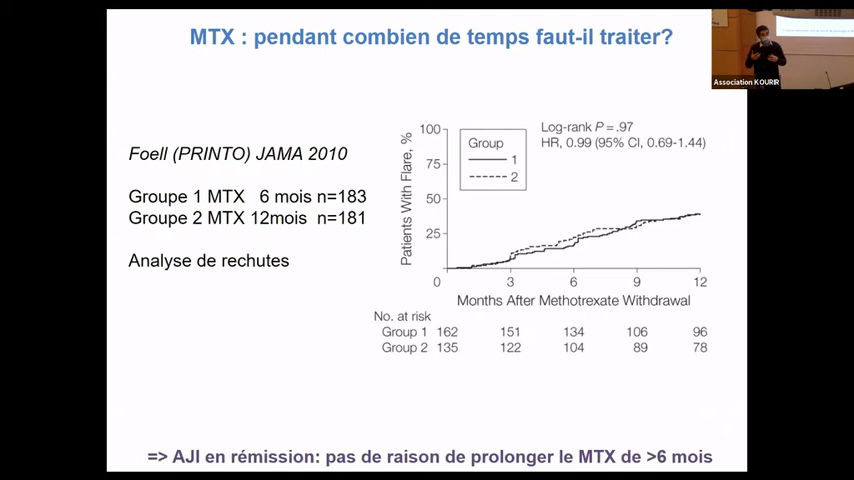 MTX : pendant combien de temps faut-il traiter?
Association KOURIR
Foell (PRINTO) JAMA 2010
Groupe 1 MTX 6 mois n=183
Groupe 2 MTX 12mois n=181
Analyse de rechutes
Log-rank P = .97
HR, 0.99 (95% CI, 0.69-1.44)
Group
1
2
Patients With Flare, %
100
75
50
25
0 3 6 9 12
Months After Methotrexate Withdrawal
No. at risk
Group 1 162 151 134 106 96
Group 2 135 122 104 89 78
=> AJI en rémission: pas de raison de prolonger le MTX de >6 mois